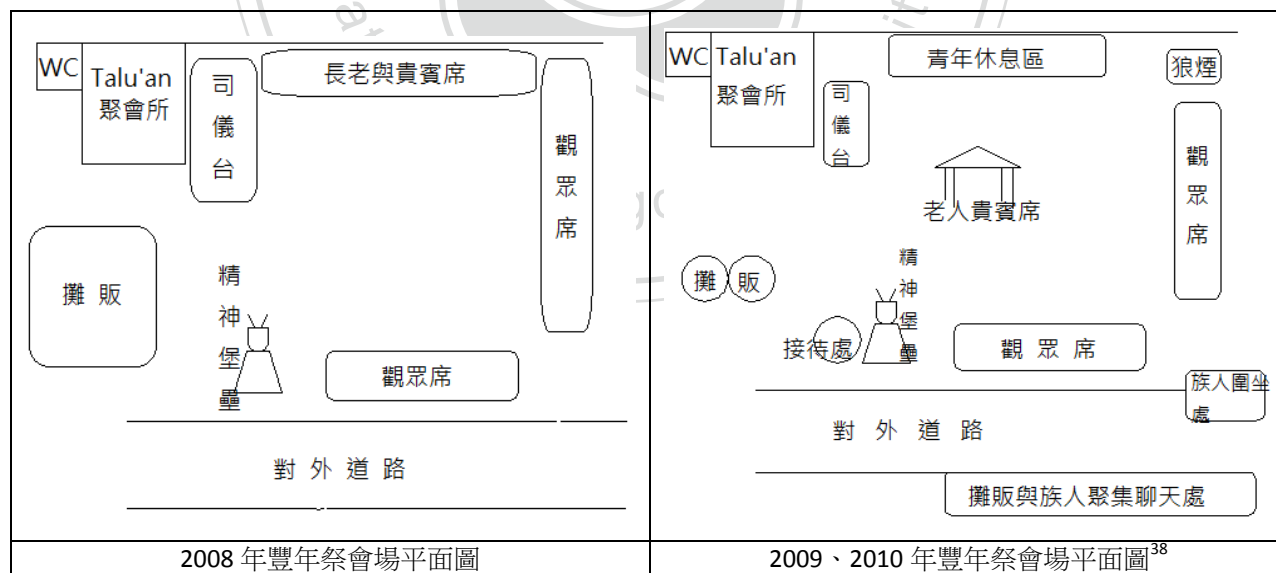 WC
Talu'an
聚會所
司儀台
長老與貴賓席
觀眾席
攤 販
精神堡壘
觀眾席
對 外 道 路
2008 年豐年祭會場平面圖
WC
Talu'an
聚會所
司儀台
青年休息區
狼煙
觀眾席
老人貴賓席
攤 販
精神堡壘
接待處
觀 眾 席
族人圍坐
處
對 外 道 路
攤販與族人聚集聊天處
2009、2010 年豐年祭會場平面圖38